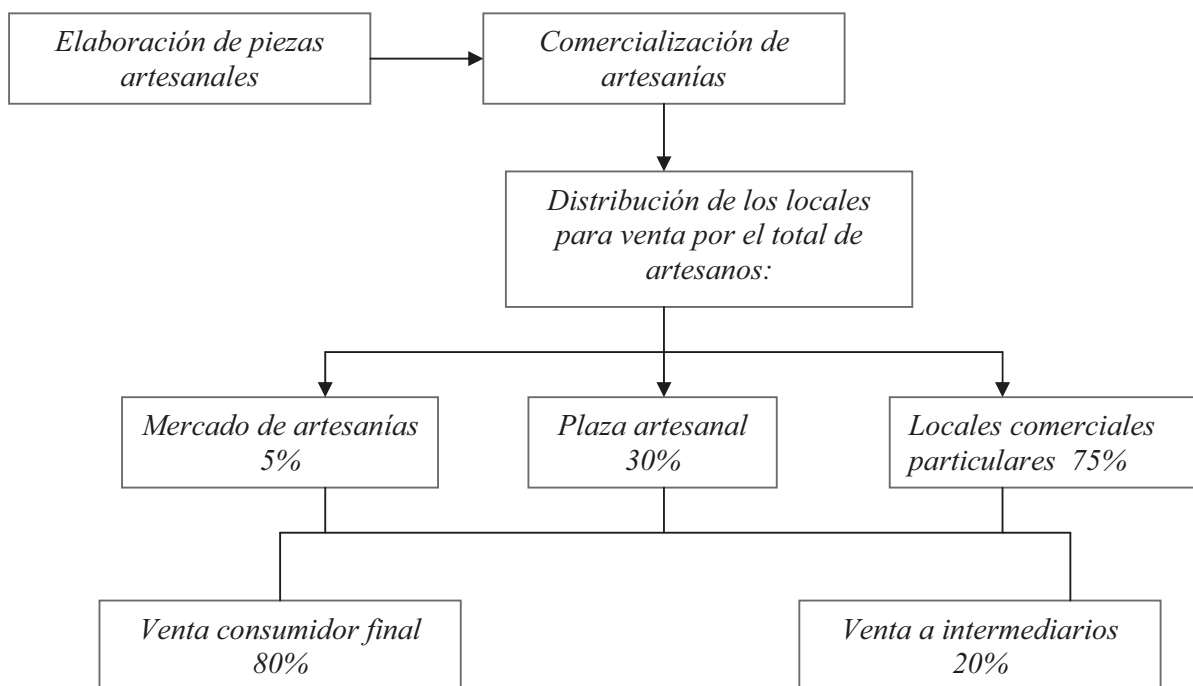 Elaboración de piezas
artesanales
Comercialización de
artesanías
Distribución de los locales
para venta por el total de
artesanos:
Mercado de artesanías
5%
Plaza artesanal
30%
Locales comerciales
particulares 75%
Venta consumidor final
80%
Venta a intermediarios
20%